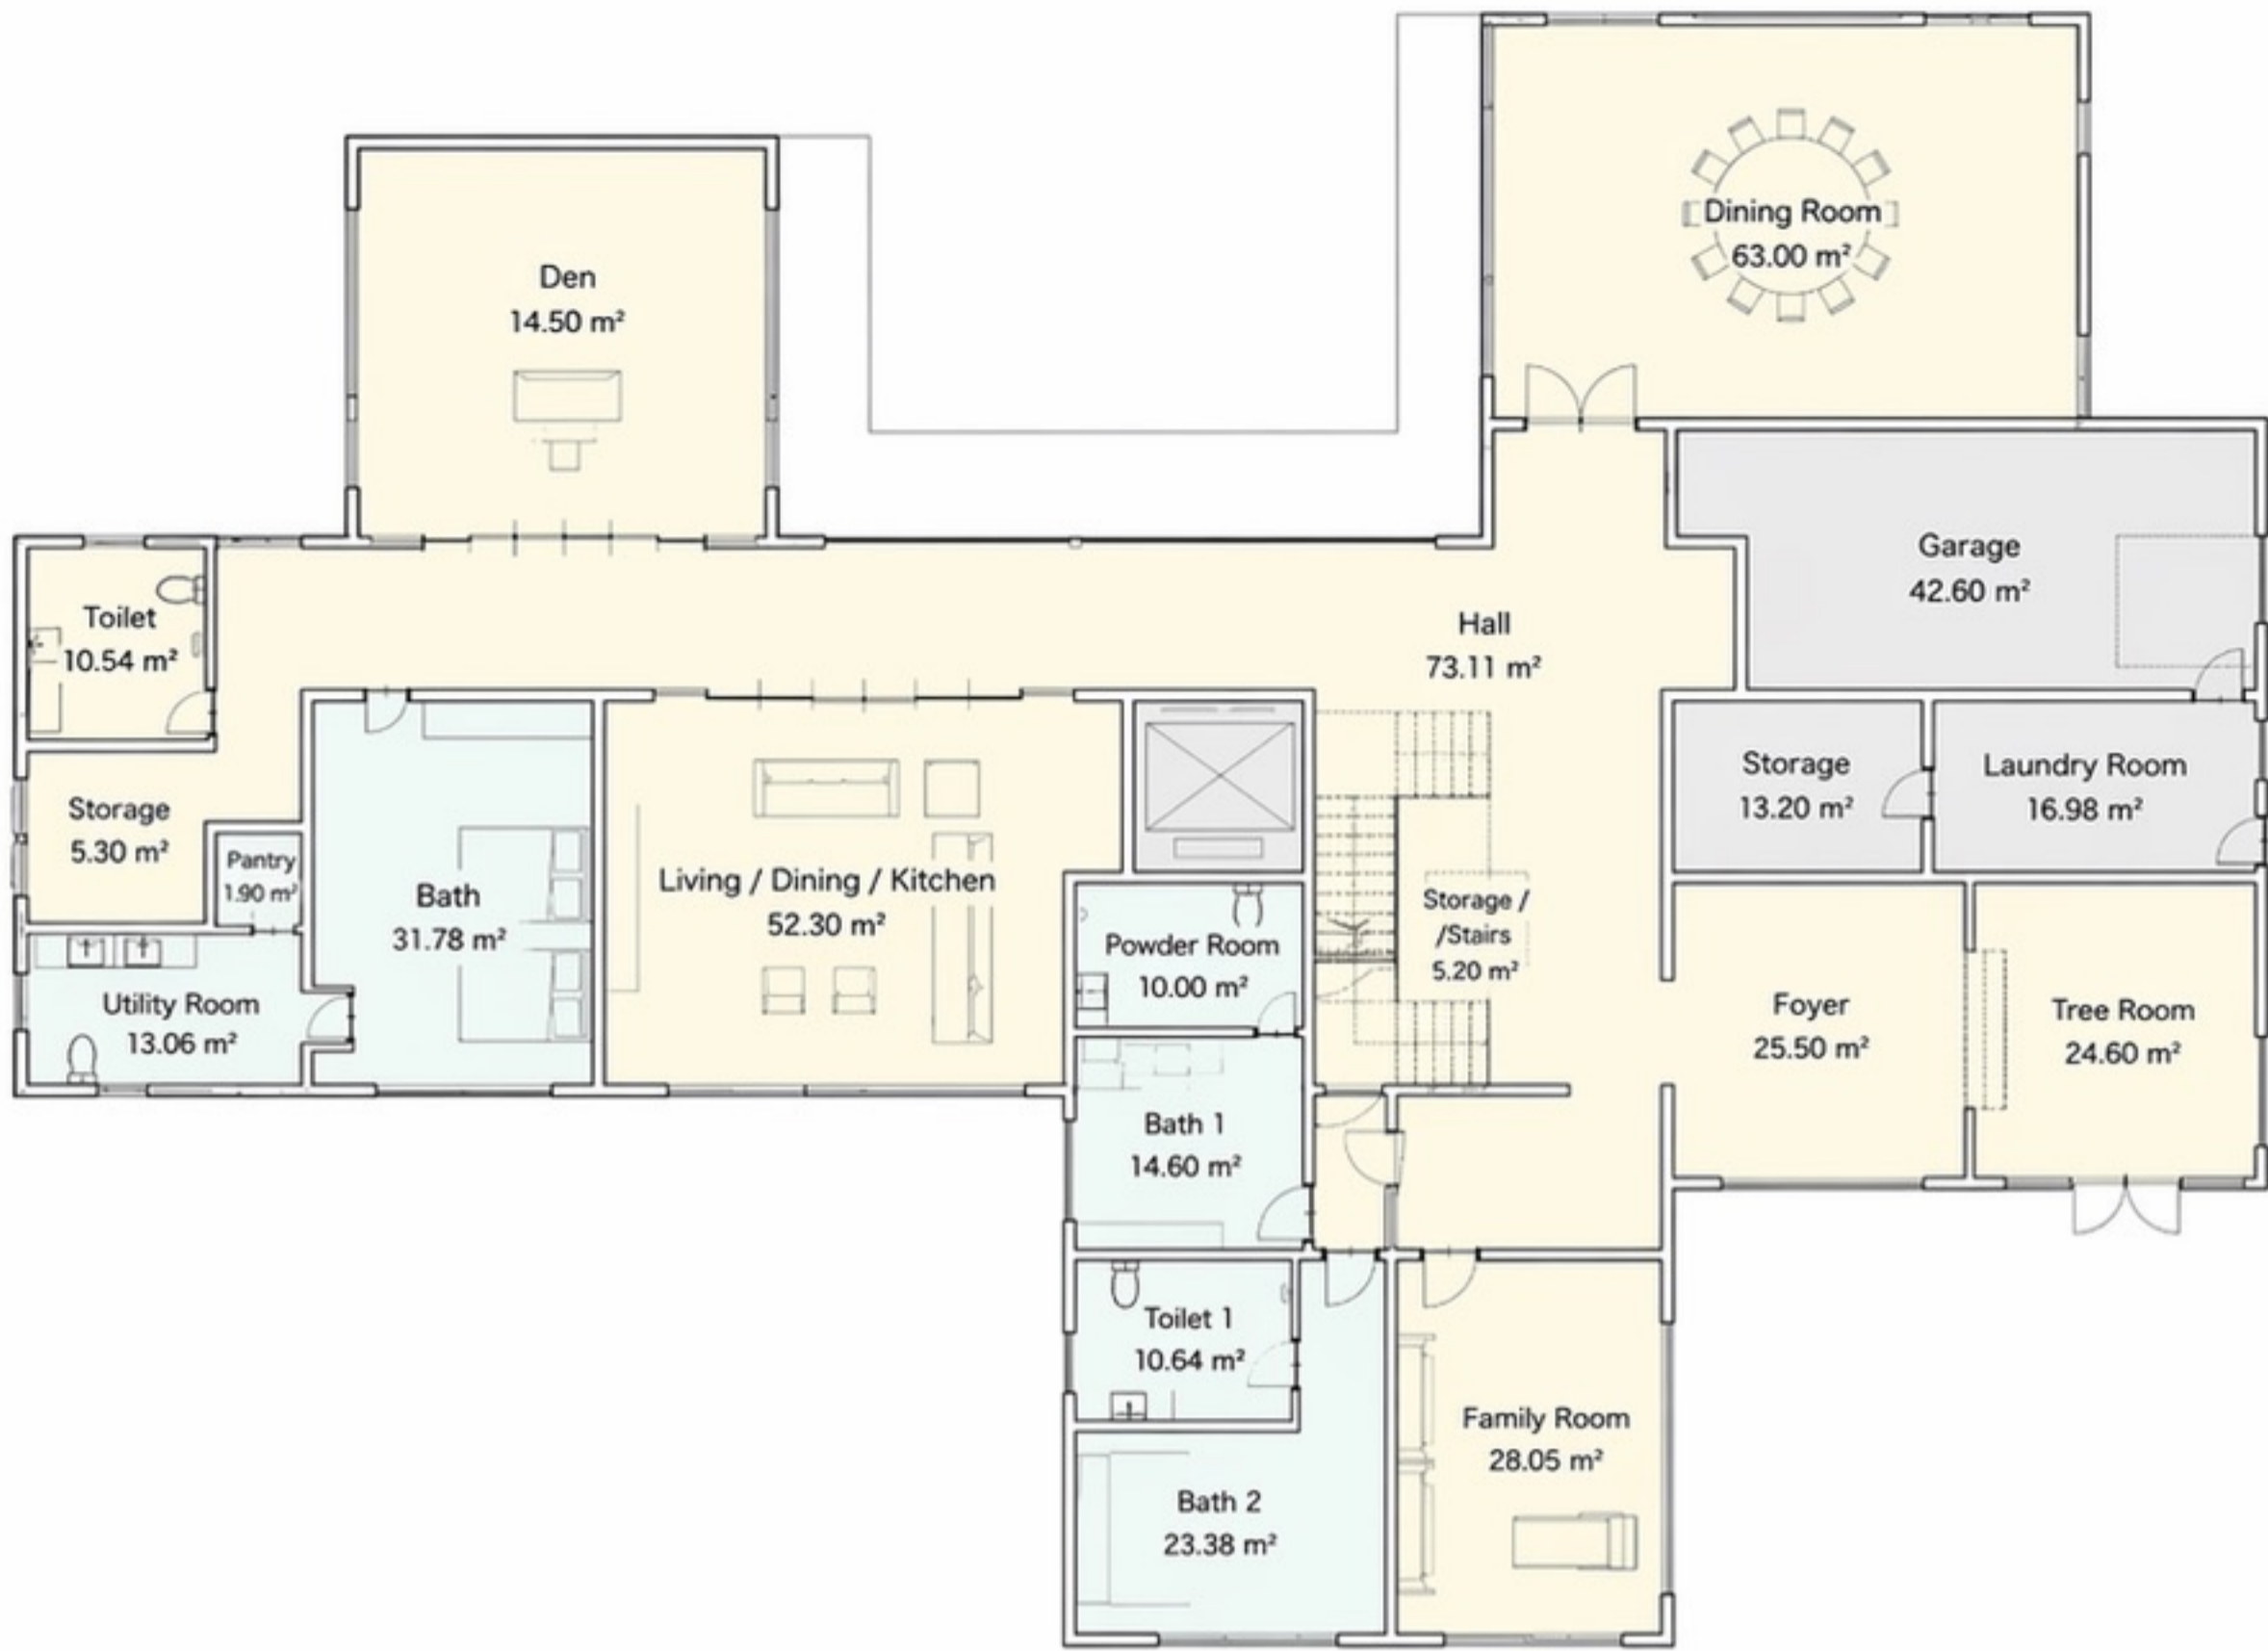 Dining Room
63.00 m²
Den
14.50 m²
Garage
42.60 m²
Toilet
10.54 m²
Hall
73.11 m²
Storage
13.20 m²
Laundry Room
16.98 m²
Storage
5.30 m²
Pantry
1.90 m²
Bath
31.78 m²
Living / Dining / Kitchen
52.30 m²
Storage /
/Stairs
5.20 m²
Powder Room
10.00 m²
Utility Room
13.06 m²
Foyer
25.50 m²
Tree Room
24.60 m²
Bath 1
14.60 m²
Toilet 1
10.64 m²
Family Room
28.05 m²
Bath 2
23.38 m²